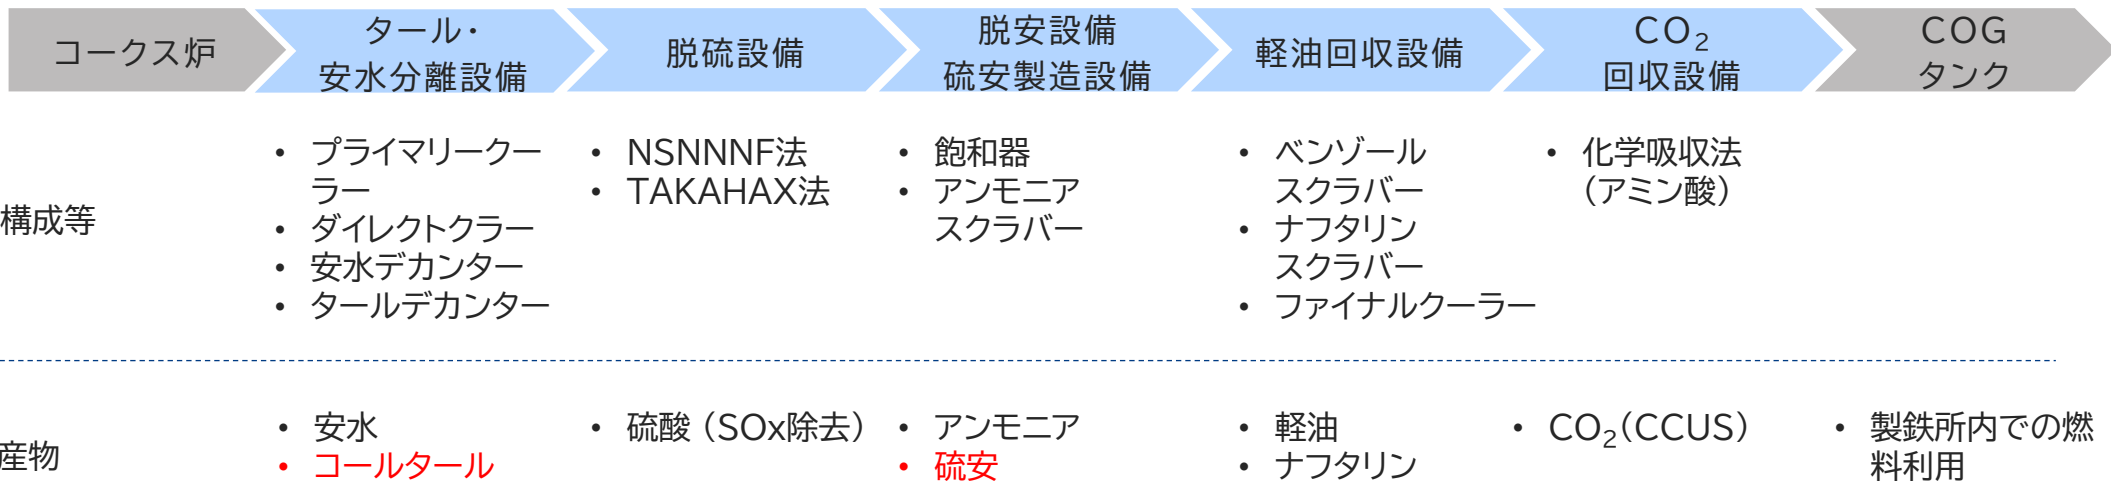 コークス炉
タール・
安水分離設備
脱硫設備
脱安設備
硫安製造設備
軽油回収設備
CO₂
回収設備
COG
タンク
構成等
• プライマリークー
ラー
• ダイレクトクラー
• 安水デカンター
• タールデカンター
• NSNNNF法
• TAKAHAX法
• 飽和器
• アンモニア
スクラバー
• ベンゾール
スクラバー
• ナフタリン
スクラバー
• ファイナルクーラー
• 化学吸収法
（アミン酸）
産物
• 安水
• コールタール
• 硫酸（SOx除去）
• アンモニア
• 硫安
• 軽油
• ナフタリン
• CO₂(CCUS)
• 製鉄所内での燃
料利用